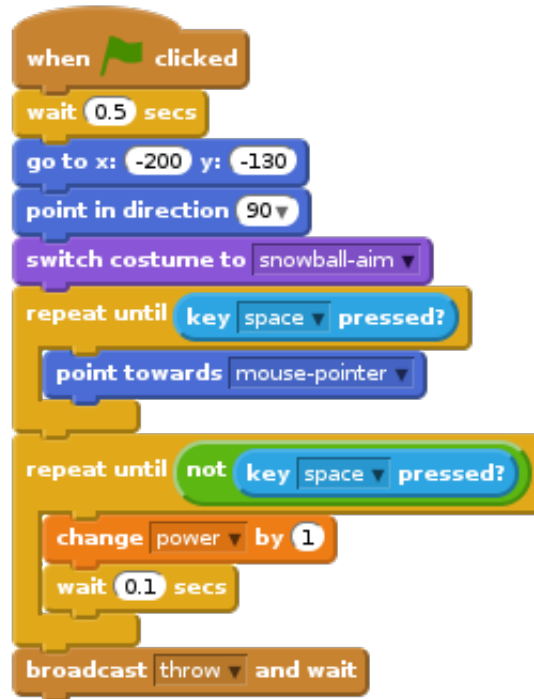 when clicked
wait 0.5 secs
go to x: -200 y: -130
point in direction 90
switch costume to snowball-aim
repeat until key space pressed?
point towards mouse-pointer
repeat until not key space pressed?
change power by 1
wait 0.1 secs
broadcast throw and wait